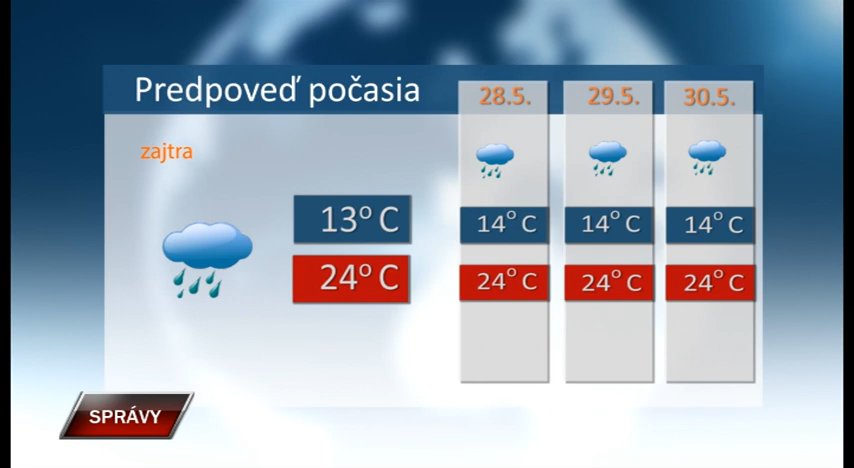 Predpoveď počasia
zajtra
13° C
24° C
28.5. 29.5. 30.5.
14° C 14° C 14° C
24° C 24° C 24° C
SPRÁVY